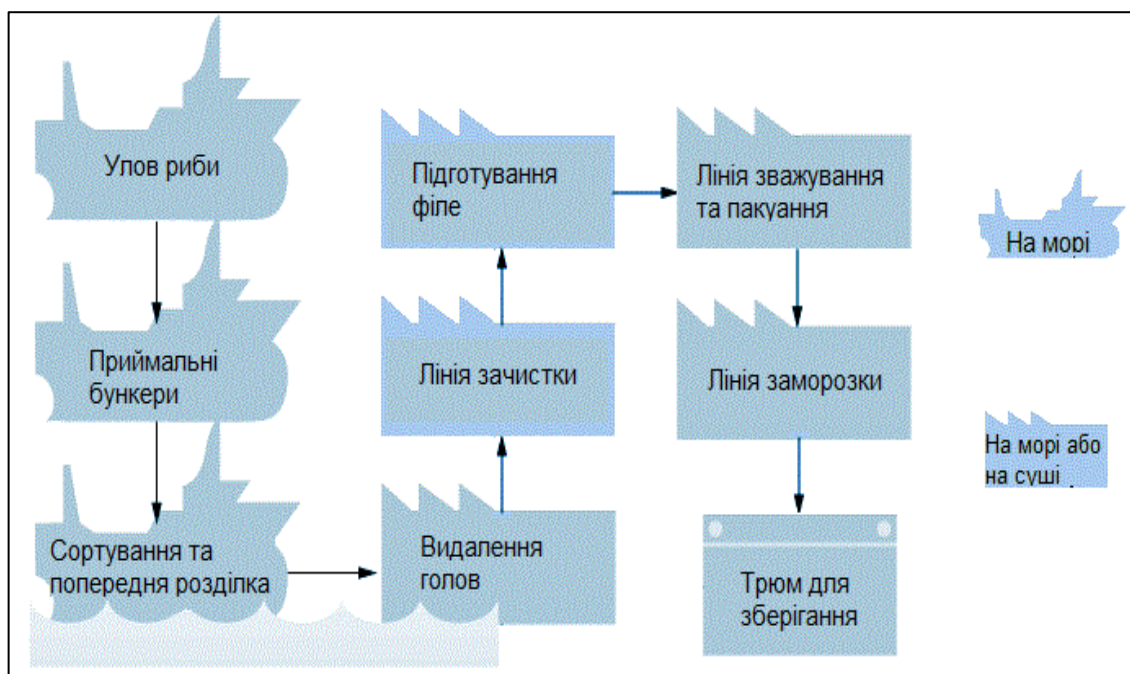 Улов риби
Приймальні
бункери
Сортування та
попередня розділка
Видалення
голов
Лінія зачистки
Підготування
філе
Лінія зважування
та пакуання
Лінія заморозки
Трюм для
зберігання
На морі
На морі або
на суші